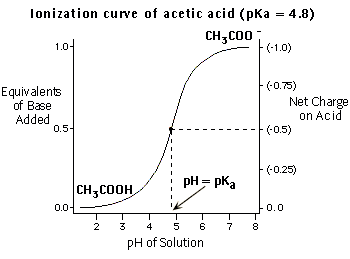 Ionization curve of acetic acid (pKa = 4.8)
CH3COO
1.0
(-1.0)
Equivalents
of Base
Added
(-0.75)
Net Charge
on Acid
0.5
(-0.5)
(-0.25)
CH3COOH
pH = pKa
0.0
0.0
2 3 4 5 6 7 8
pH of Solution